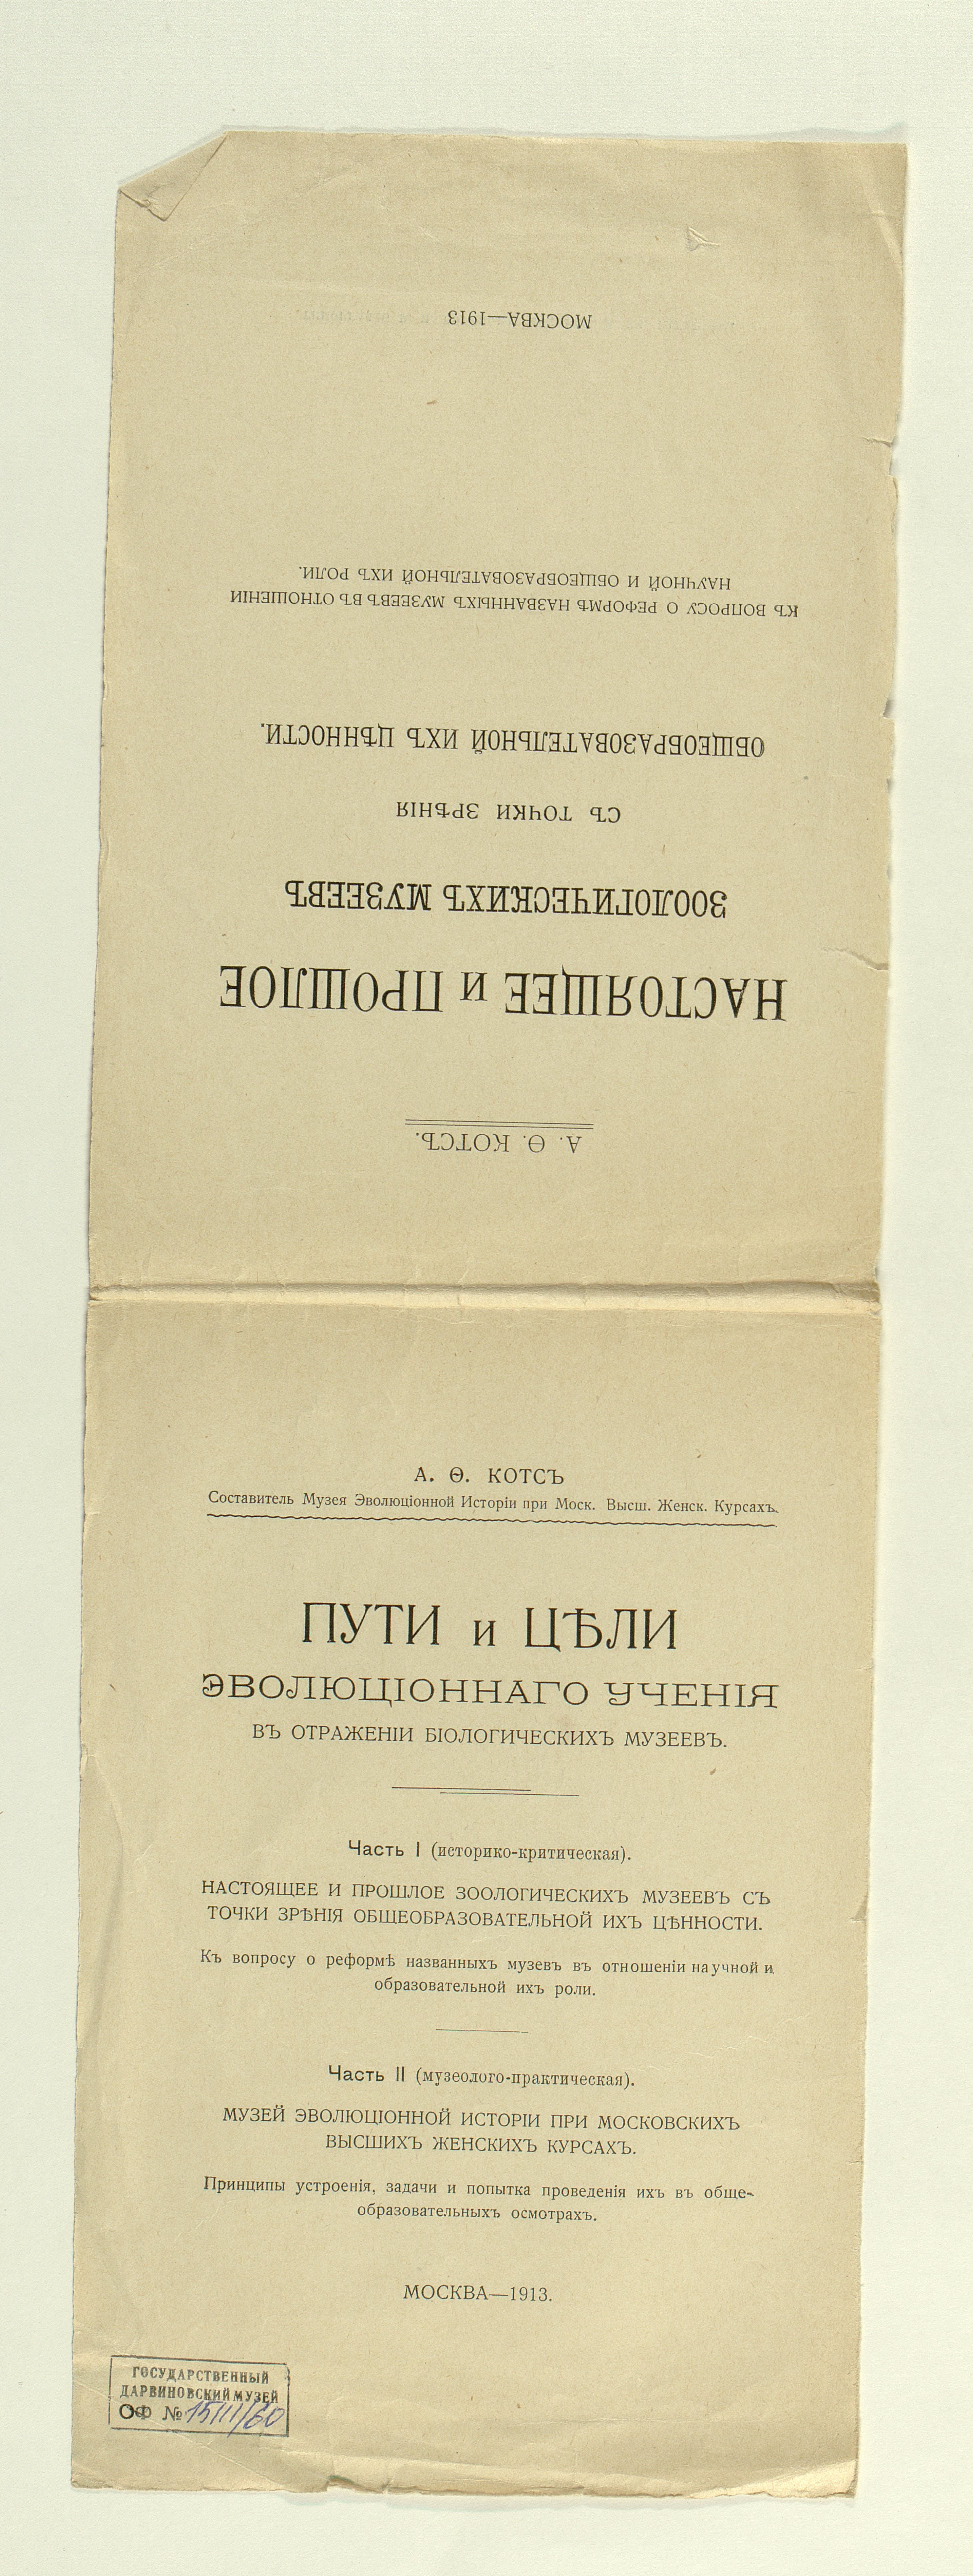 А. Ѳ. КОТСЪ.
НАСТОЯЩЕЕ и ПРОШЛОЕ
ЗООЛОГИЧЕСКИХЪ МУЗЕЕВЪ
СЪ ТОЧКИ ЗРѢНІЯ
ОБЩЕОБРАЗОВАТЕЛЬНОЙ ИХЪ ЦѢННОСТИ.
КЪ ВОПРОСУ О РЕФОРМѢ НАЗВАННЫХЪ МУЗЕЕВЪ ВЪ ОТНОШЕНІИ
НАУЧНОЙ И ОБЩЕОБРАЗОВАТЕЛЬНОЙ ИХЪ РОЛИ.
МОСКВА—1913
А. Ѳ. КОТСЪ
Составитель Музея Эволюціонной Исторіи при Моск. Высш. Женск. Курсахъ.
ПУТИ и ЦѢЛИ
ЭВОЛЮЦІОННАГО УЧЕНІЯ
ВЪ ОТРАЖЕНІИ БІОЛОГИЧЕСКИХЪ МУЗЕЕВЪ.
Часть I (историко-критическая).
НАСТОЯЩЕЕ И ПРОШЛОЕ ЗООЛОГИЧЕСКИХЪ МУЗЕЕВЪ СЪ
ТОЧКИ ЗРѢНІЯ ОБЩЕОБРАЗОВАТЕЛЬНОЙ ИХЪ ЦѢННОСТИ.
Къ вопросу о реформѣ названныхъ музевъ въ отношеніи научной и
образовательной ихъ роли.
Часть II (музеолого-практическая).
МУЗЕЙ ЭВОЛЮЦІОННОЙ ИСТОРІИ ПРИ МОСКОВСКИХЪ
ВЫСШИХЪ ЖЕНСКИХЪ КУРСАХЪ.
Принципы устроенія, задачи и попытка проведенія ихъ въ обще-
образовательныхъ осмотрахъ.
МОСКВА—1913.
ГОСУДАРСТВЕННЫЙ
ДАРВИНОВСКИЙ МУЗЕЙ
ОФ № 15111/60